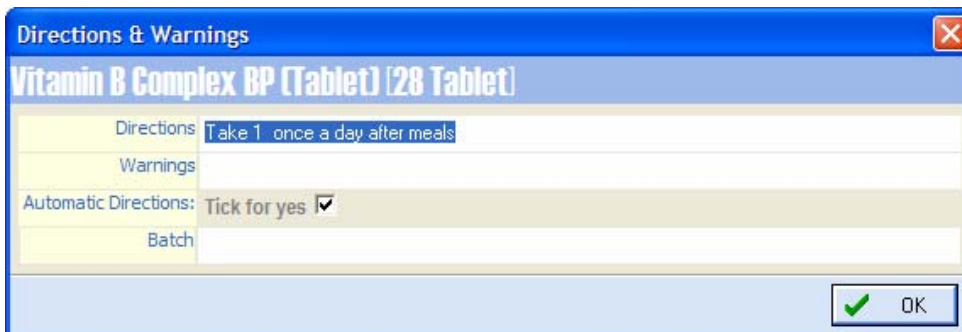 Directions & Warnings
Vitamin B Complex BP (Tablet) [28 Tablet]
Directions Take 1  once a day after meals
Warnings
Automatic Directions: Tick for yes
Batch
OK